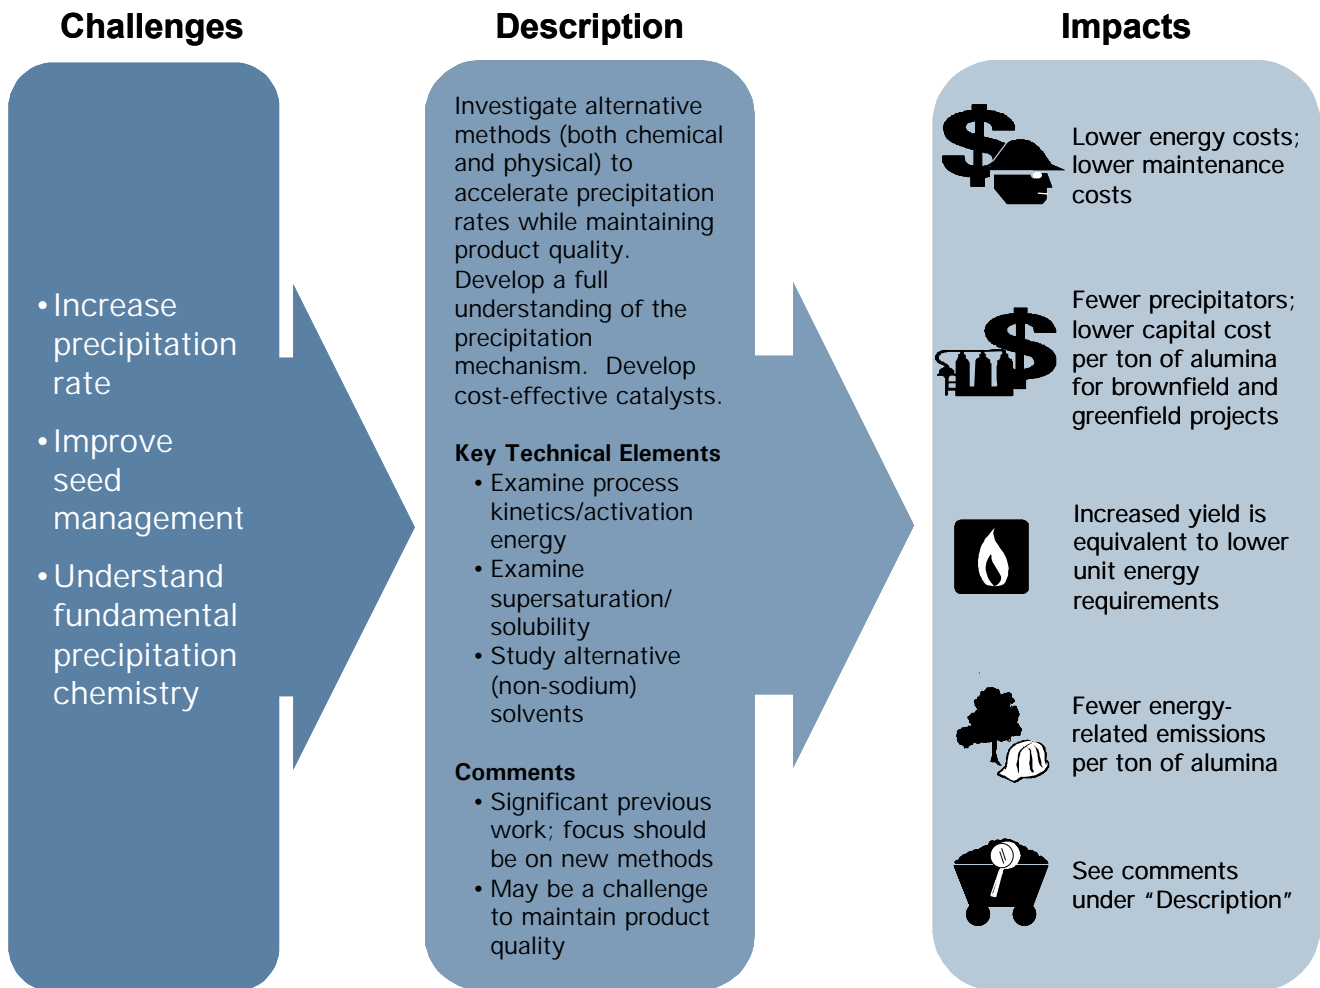 Challenges
• Increase
precipitation
rate
• Improve
seed
management
• Understand
fundamental
precipitation
chemistry
Description
Investigate alternative
methods (both chemical
and physical) to
accelerate precipitation
rates while maintaining
product quality.
Develop a full
understanding of the
precipitation
mechanism.  Develop
cost-effective catalysts.
Key Technical Elements
• Examine process
kinetics/activation
energy
• Examine
supersaturation/
solubility
• Study alternative
(non-sodium)
solvents
Comments
• Significant previous
work; focus should
be on new methods
• May be a challenge
to maintain product
quality
Impacts
Lower energy costs;
lower maintenance
costs
Fewer precipitators;
lower capital cost
per ton of alumina
for brownfield and
greenfield projects
Increased yield is
equivalent to lower
unit energy
requirements
Fewer energy-
related emissions
per ton of alumina
See comments
under “Description”